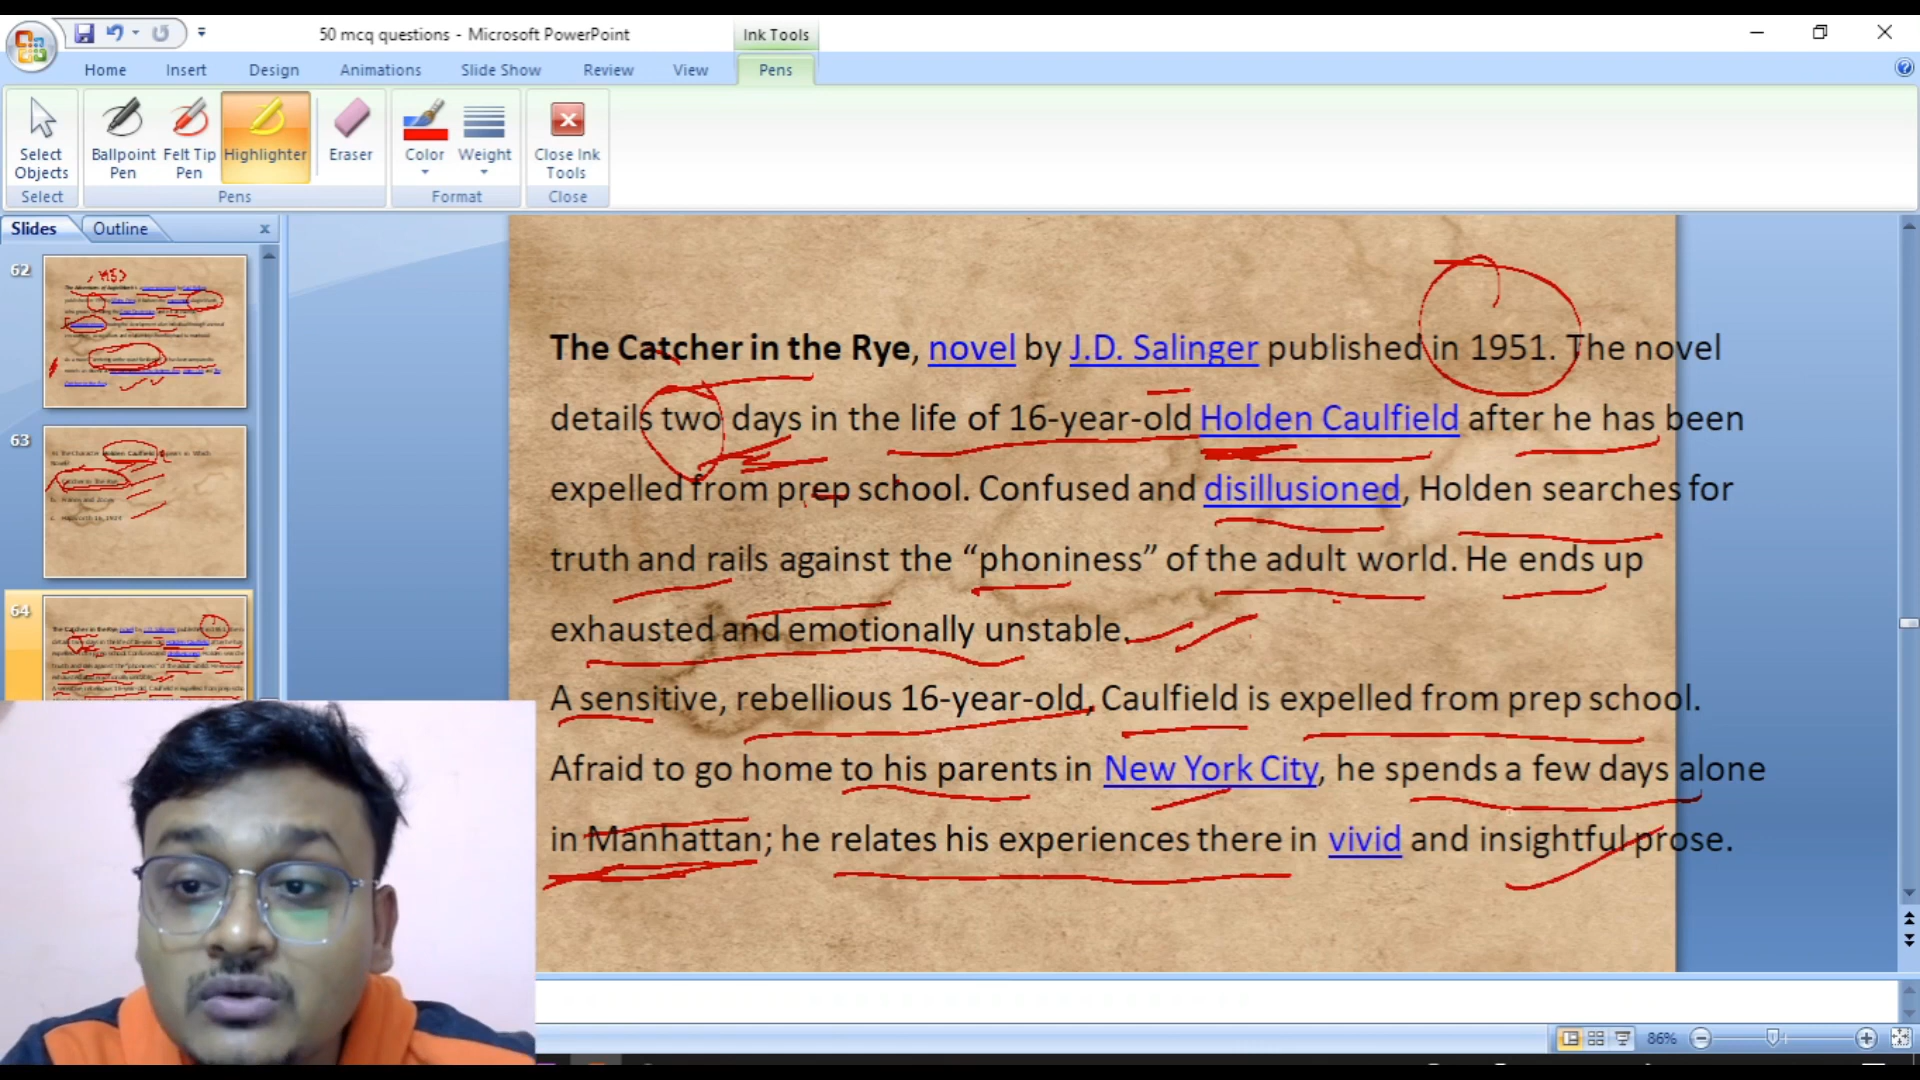 50 mcq questions - Microsoft PowerPoint
Ink Tools
Home
Insert
Design
Animations
Slide Show
Review
View
Pens
Select Objects
Ballpoint Pen
Felt Tip Pen
Highlighter
Eraser
Color
Weight
Close Ink Tools
Select
Pens
Format
Close
Slides
Outline
62
63
64
The Catcher in the Rye, novel by J.D. Salinger published in 1951. The novel
details two days in the life of 16-year-old Holden Caulfield after he has been
expelled from prep school. Confused and disillusioned, Holden searches for
truth and rails against the “phoniness” of the adult world. He ends up
exhausted and emotionally unstable.
A sensitive, rebellious 16-year-old, Caulfield is expelled from prep school.
Afraid to go home to his parents in New York City, he spends a few days alone
in Manhattan; he relates his experiences there in vivid and insightful prose.
86%